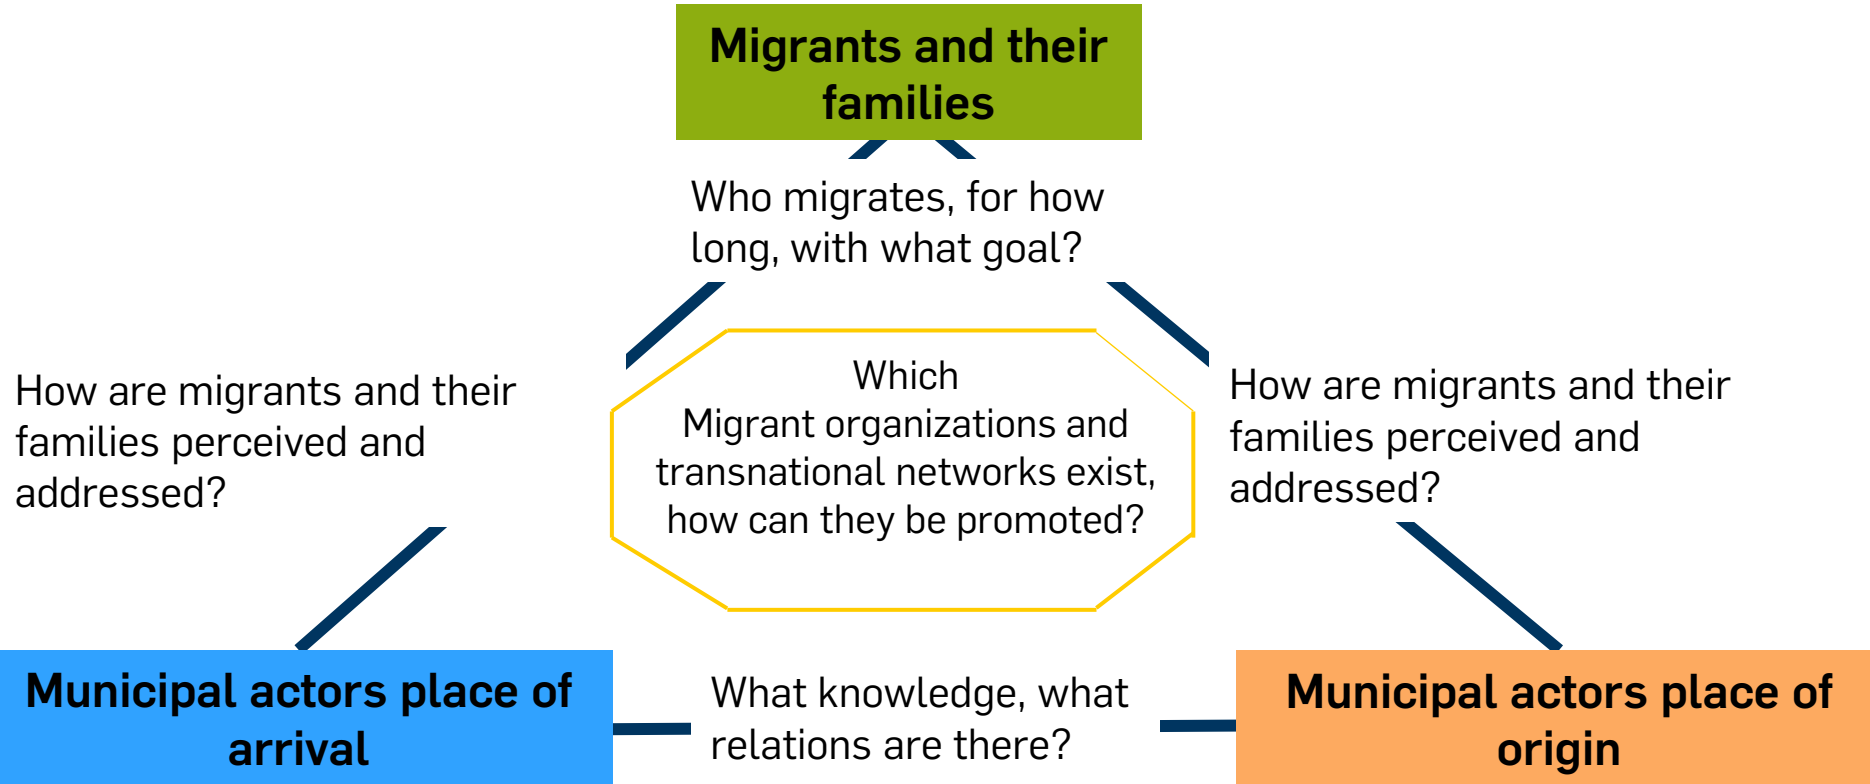 Migrants and their
families
Who migrates, for how
long, with what goal?
How are migrants and their
families perceived and
addressed?
Which
Migrant organizations and
transnational networks exist,
how can they be promoted?
How are migrants and their
families perceived and
addressed?
Municipal actors place of
arrival
What knowledge, what
relations are there?
Municipal actors place of
origin